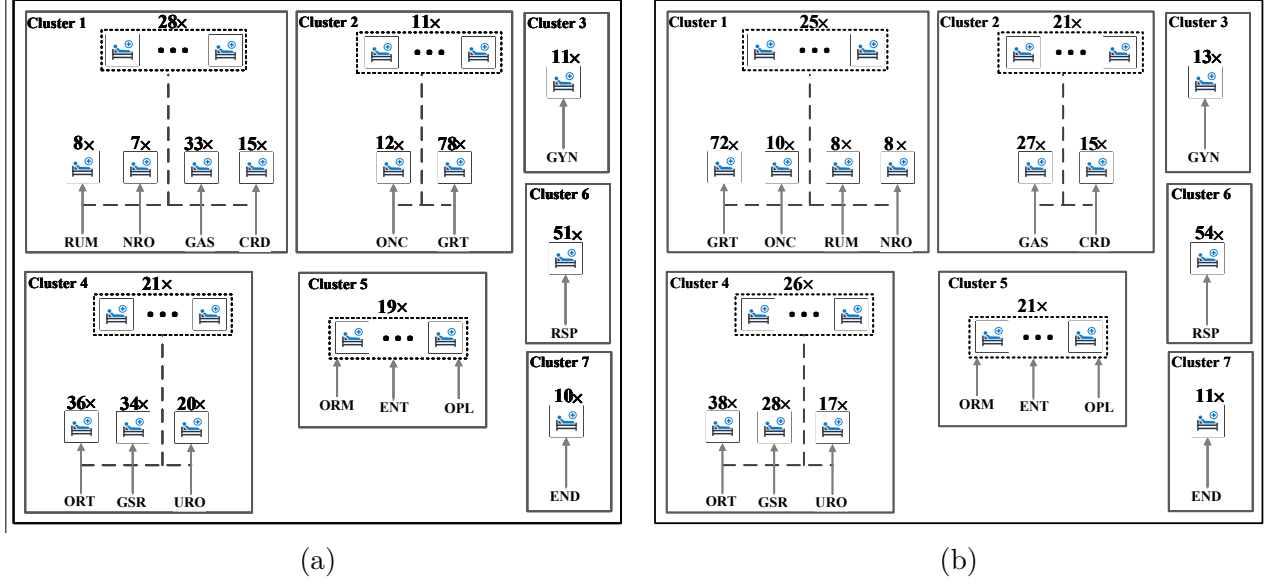 Cluster 1
28×
8×
7×
33×
15×
RUM
NRO
GAS
CRD
Cluster 2
11×
12×
78×
ONC
GRT
Cluster 3
11×
GYN
Cluster 4
21×
36×
34×
20×
ORT
GSR
URO
Cluster 5
19×
ORM
ENT
OPL
Cluster 6
51×
RSP
Cluster 7
10×
END
(a)
Cluster 1
25×
72×
10×
8×
8×
GRT
ONC
RUM
NRO
Cluster 2
21×
27×
15×
GAS
CRD
Cluster 3
13×
GYN
Cluster 4
26×
38×
28×
17×
ORT
GSR
URO
Cluster 5
21×
ORM
ENT
OPL
Cluster 6
54×
RSP
Cluster 7
11×
END
(b)